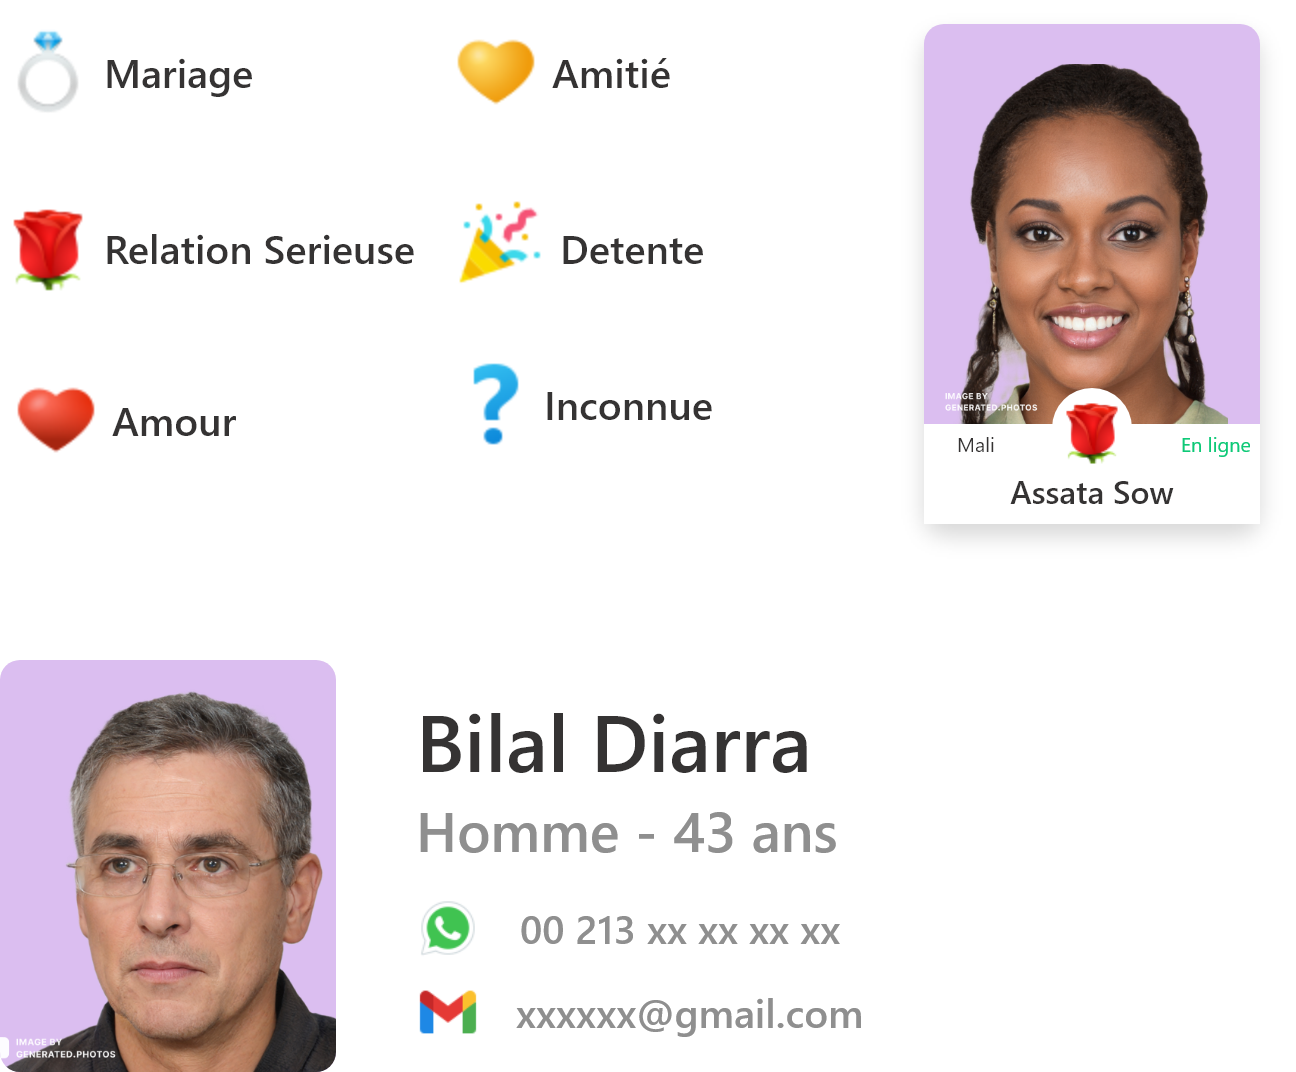 Mariage
Amitié
Relation Serieuse
Detente
Amour
Inconnue
IMAGE BY
GENERATED.PHOTOS
Mali
En ligne
Assata Sow
Bilal Diarra
Homme - 43 ans
00 213 xx xx xx xx
xxxxxx@gmail.com
IMAGE BY
GENERATED.PHOTOS